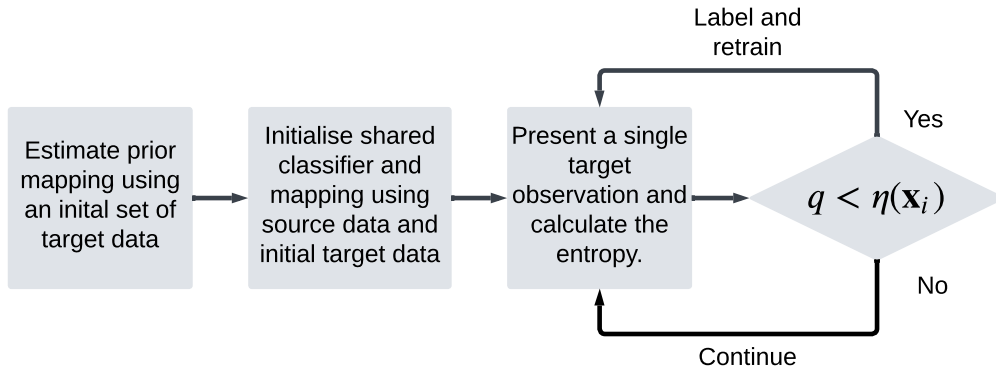 Label and
retrain
Estimate prior
mapping using
an inital set of
target data
Initialise shared
classifier and
mapping using
source data and
initial target data
Present a single
target
observation and
calculate the
entropy.
Yes
q < η(𝐱ᵢ)
No
Continue